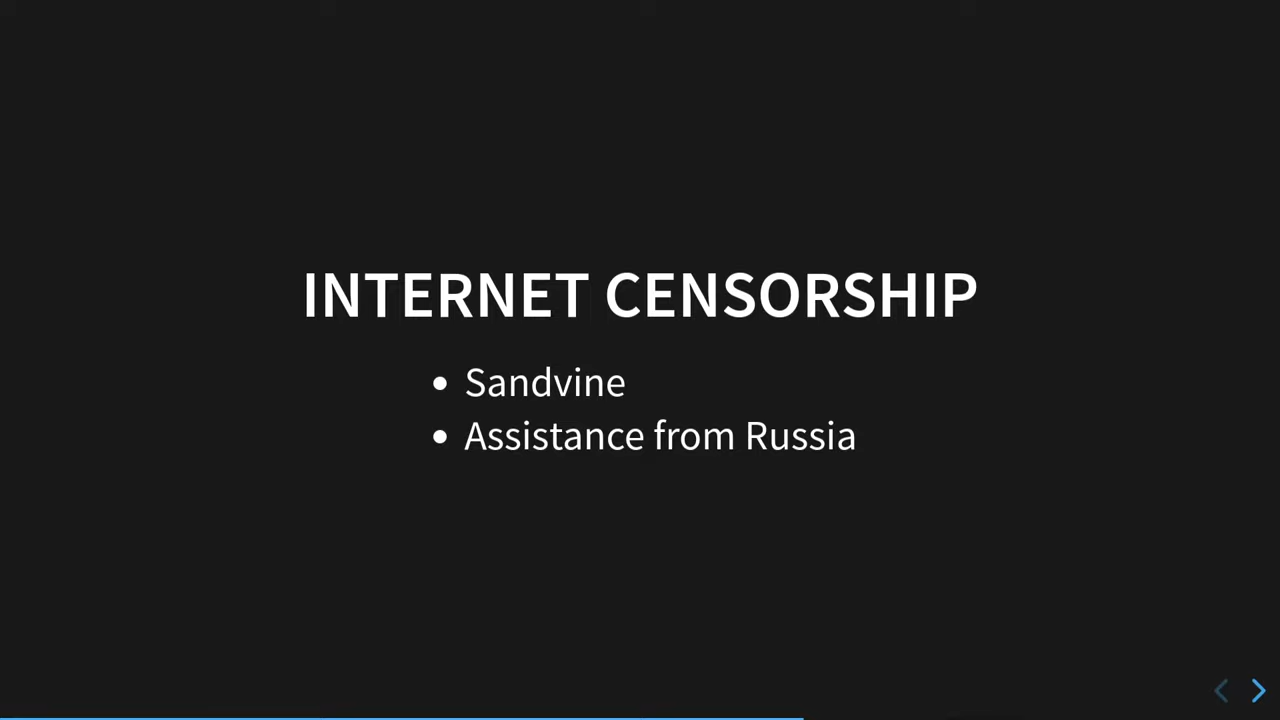 INTERNET CENSORSHIP
• Sandvine
• Assistance from Russia